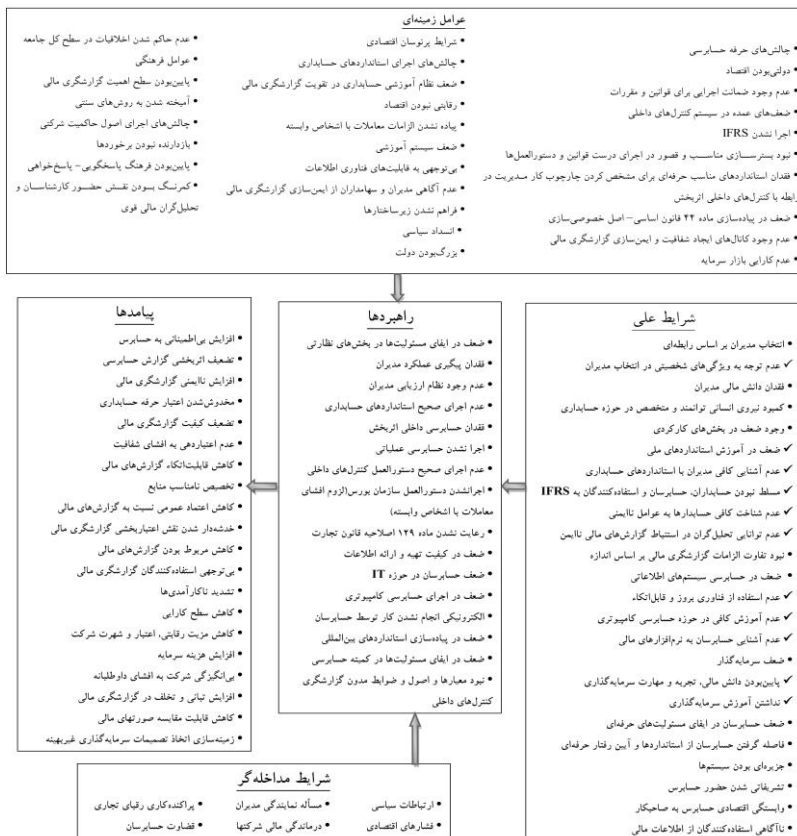 عوامل زمینه‌ای
• چالش‌های حرفه حسابرسی
• دولتی‌بودن اقتصاد
• عدم وجود ضمانت اجرایی برای قوانین و مقررات
• ضعف‌های عمده در سیستم کنترل‌های داخلی
• اجرا نشدن IFRS
• نبود بسترسازی مناسب و قصور در اجرای درست قوانین و دستورالعمل‌ها
• فقدان استانداردهای مناسب حرفه‌ای برای مشخص کردن چارچوب کار مدیریت در
رابطه با کنترل‌های داخلی اثربخش
• ضعف در پیاده‌سازی ماده ۴۴ قانون اساسی- اصل خصوصی‌سازی
• عدم وجود کانال‌های ایجاد شفافیت و ایمن‌سازی گزارشگری مالی
• عدم کارایی بازار سرمایه
• شرایط پرنوسان اقتصادی
• چالش‌های اجرای استانداردهای حسابداری
• ضعف نظام آموزشی حسابداری در تقویت گزارشگری مالی
• رقابتی نبودن اقتصاد
• پیاده نشدن الزامات معاملات با اشخاص وابسته
• ضعف سیستم آموزشی
• بی‌توجهی به قابلیت‌های فناوری اطلاعات
• عدم آگاهی مدیران و سهامداران از ایمن‌سازی گزارشگری مالی
• فراهم نشدن زیرساختارها
• انسداد سیاسی
• بزرگ‌بودن دولت
• عدم حاکم شدن اخلاقیات در سطح کل جامعه
• عوامل فرهنگی
• پایین‌بودن سطح اهمیت گزارشگری مالی
• آمیخته شدن به روش‌های سنتی
• چالش‌های اجرای اصول حاکمیت شرکتی
• بازدارنده نبودن برخوردها
• پایین‌بودن فرهنگ پاسخگویی- پاسخ‌خواهی
• کمرنگ بودن نقش حضور کارشناسان و
تحلیل‌گران مالی قوی
شرایط علی
• انتخاب مدیران بر اساس رابطه‌ای
✓ عدم توجه به ویژگی‌های شخصیتی در انتخاب مدیران
• فقدان دانش مالی مدیران
• کمبود نیروی انسانی توانمند و متخصص در حوزه حسابداری
• وجود ضعف در بخش‌های کارکردی
✓ ضعف در آموزش استانداردهای ملی
✓ عدم آشنایی کافی مدیران با استانداردهای حسابداری
✓ مسلط نبودن حسابداران، حسابرسان و استفاده‌کنندگان به IFRS
✓ عدم شناخت کافی حسابدارها به عوامل ناایمنی
✓ عدم توانایی تحلیل‌گران در استنباط گزارش‌های مالی ناایمن
• نبود تفاوت الزامات گزارشگری مالی بر اساس اندازه
• ضعف در حسابرسی سیستم‌های اطلاعاتی
✓ عدم استفاده از فناوری بروز و قابل‌اتکاء
✓ عدم آموزش کافی در حوزه حسابرسی کامپیوتری
✓ عدم آشنایی حسابرسان به نرم‌افزارهای مالی
• ضعف سرمایه‌گذار
✓ پایین‌بودن دانش مالی، تجربه و مهارت سرمایه‌گذاری
✓ نداشتن آموزش سرمایه‌گذاری
• ضعف حسابرسان در ایفای مسئولیت‌های حرفه‌ای
• فاصله گرفتن حسابرسان از استانداردها و آیین رفتار حرفه‌ای
• جزیره‌ای بودن سیستم‌ها
• تشریفاتی شدن حضور حسابرس
• وابستگی اقتصادی حسابرس به صاحبکار
• ناآگاهی استفاده‌کنندگان از اطلاعات مالی
راهبردها
• ضعف در ایفای مسئولیت‌ها در بخش‌های نظارتی
• فقدان پیگیری عملکرد مدیران
• عدم وجود نظام ارزیابی مدیران
• عدم اجرای صحیح استانداردهای حسابداری
• فقدان حسابرسی داخلی اثربخش
• اجرا نشدن حسابرسی عملیاتی
• عدم اجرای صحیح دستورالعمل کنترل‌های داخلی
• اجرانشدن دستورالعمل سازمان بورس(لزوم افشای
معاملات با اشخاص وابسته)
• رعایت نشدن ماده ۱۲۹ اصلاحیه قانون تجارت
• ضعف در کیفیت تهیه و ارائه اطلاعات
• ضعف حسابرسان در حوزه IT
• ضعف در اجرای حسابرسی کامپیوتری
• الکترونیکی انجام نشدن کار توسط حسابرسان
• ضعف در پیاده‌سازی استانداردهای بین‌المللی
• ضعف در ایفای مسئولیت‌ها در کمیته حسابرسی
• نبود معیارها و اصول و ضوابط مدون گزارشگری
کنترل‌های داخلی
پیامدها
• افزایش بی‌اطمینانی به حسابرس
• تضعیف اثربخشی گزارش حسابرسی
• افزایش ناایمنی گزارشگری مالی
• مخدوش‌شدن اعتبار حرفه حسابداری
• تضعیف کیفیت گزارشگری مالی
• عدم اعتباردهی به افشای شفافیت
• کاهش قابلیت‌اتکاء گزارش‌های مالی
• تخصیص نامناسب منابع
• کاهش اعتماد عمومی نسبت به گزارش‌های مالی
• خدشه‌دار شدن نقش اعتباربخشی گزارشگری مالی
• کاهش مربوط بودن گزارش‌های مالی
• بی‌توجهی استفاده‌کنندگان گزارشگری مالی
• تشدید ناکارآمدی‌ها
• کاهش سطح کارایی
• کاهش مزیت رقابتی، اعتبار و شهرت شرکت
• افزایش هزینه سرمایه
• بی‌انگیزگی شرکت به افشای داوطلبانه
• افزایش تبانی و تخلف در گزارشگری مالی
• کاهش قابلیت مقایسه صورتهای مالی
• زمینه‌سازی اتخاذ تصمیمات سرمایه‌گذاری غیربهینه
شرایط مداخله‌گر
• ارتباطات سیاسی
• فشارهای اقتصادی
• مسأله نمایندگی مدیران
• درماندگی مالی شرکتها
• پراکنده‌کاری رقبای تجاری
• قضاوت حسابرسان